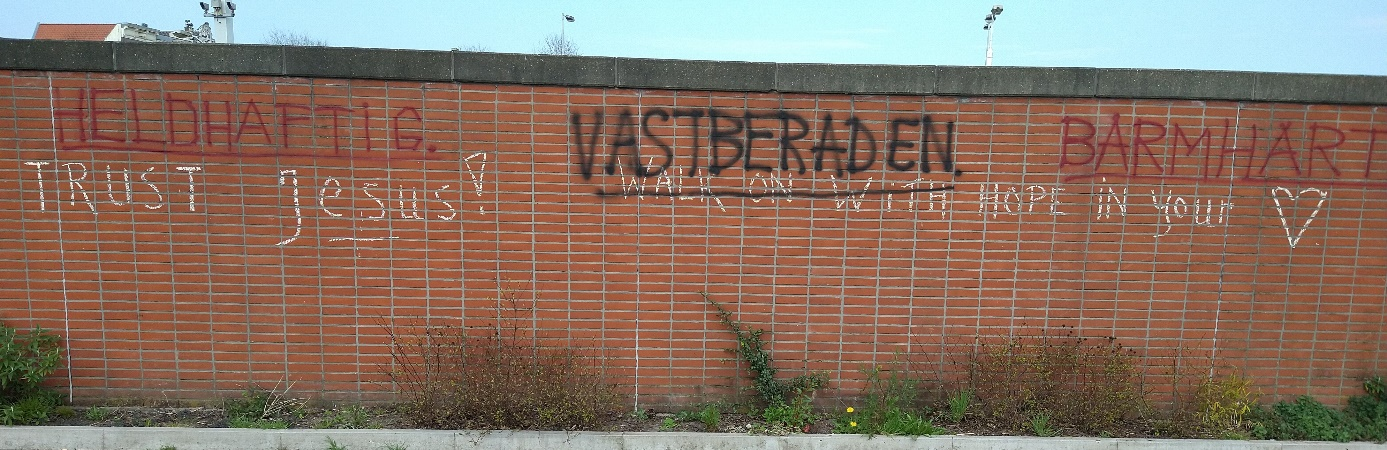 HELDHAFTIG. VASTBERADEN. BARMHART
TRUST Jesus! WALK ON WITH HOPE iN your